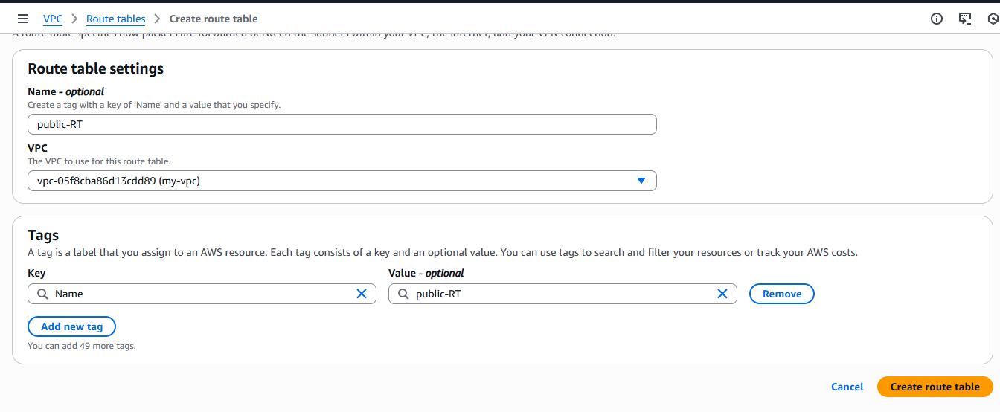 VPC > Route tables > Create route table
A route table specifies how packets are forwarded between the subnets within your VPC, the internet, and your VPN connection.
Route table settings
Name - optional
Create a tag with a key of 'Name' and a value that you specify.
public-RT
VPC
The VPC to use for this route table.
vpc-05f8cba86d13cdd89 (my-vpc)
Tags
A tag is a label that you assign to an AWS resource. Each tag consists of a key and an optional value. You can use tags to search and filter your resources or track your AWS costs.
Key Value - optional
Name public-RT Remove
Add new tag
You can add 49 more tags.
Cancel Create route table